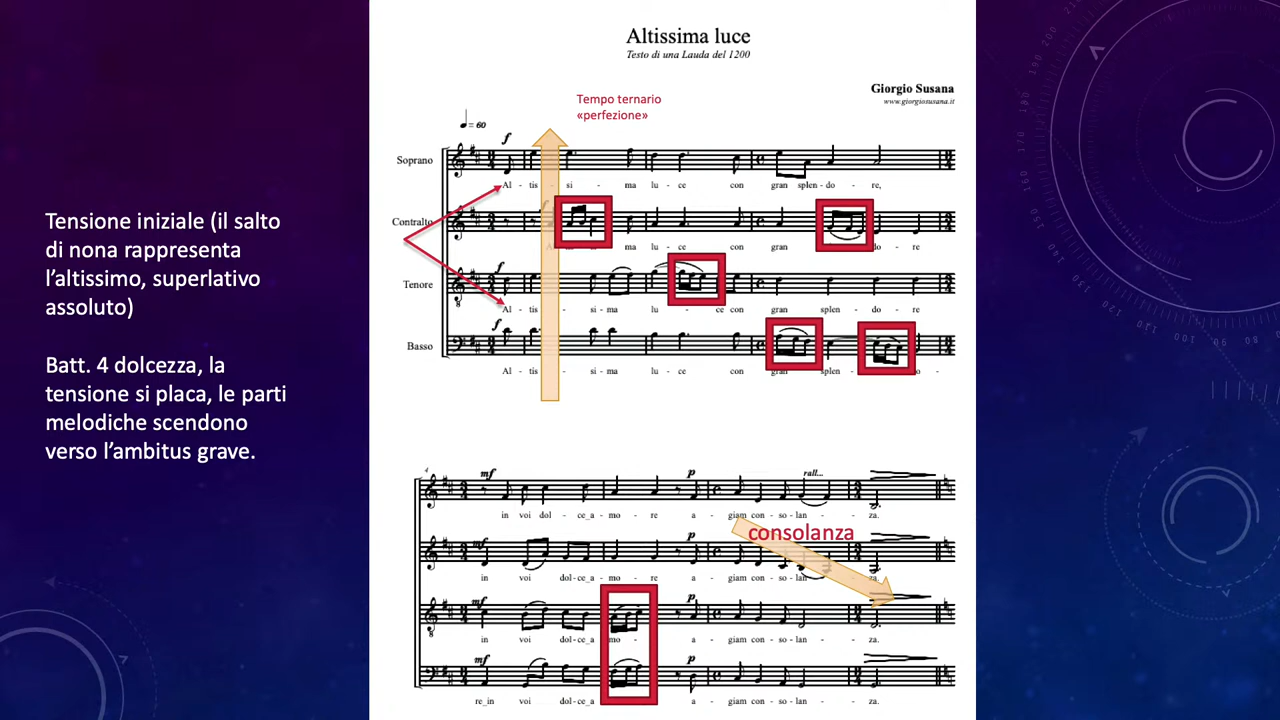 Altissima luce
Testo di una Lauda del 1200
Giorgio Susana
www.giorgiosusana.it
Tempo ternario
«perfezione»
= 60
Tensione iniziale (il salto
di nona rappresenta
l’altissimo, superlativo
assoluto)
Batt. 4 dolcezza, la
tensione si placa, le parti
melodiche scendono
verso l’ambitus grave.
f
Soprano
Al - tis - si - ma lu - ce con gran splen - do - re,
Contralto
ma lu - ce con gran do - re
f
Tenore
Al - tis si - ma lu - ce con gran splen - do - re
f
Basso
Al - tis si - ma lu - ce con gran splen - o -
4
mf p rall...
in voi dol - ce_a - mo - re a - giam con - so - lan - za.
consolanza
mf p
in voi dol - ce_a mo - re a - giam con - so - lan za.
mf p
in voi dol - ce_a mo - re a - giam con - so - lan - za.
mf p
re_in voi dol - ce_a mo - re a - giam con - so - lan - za.